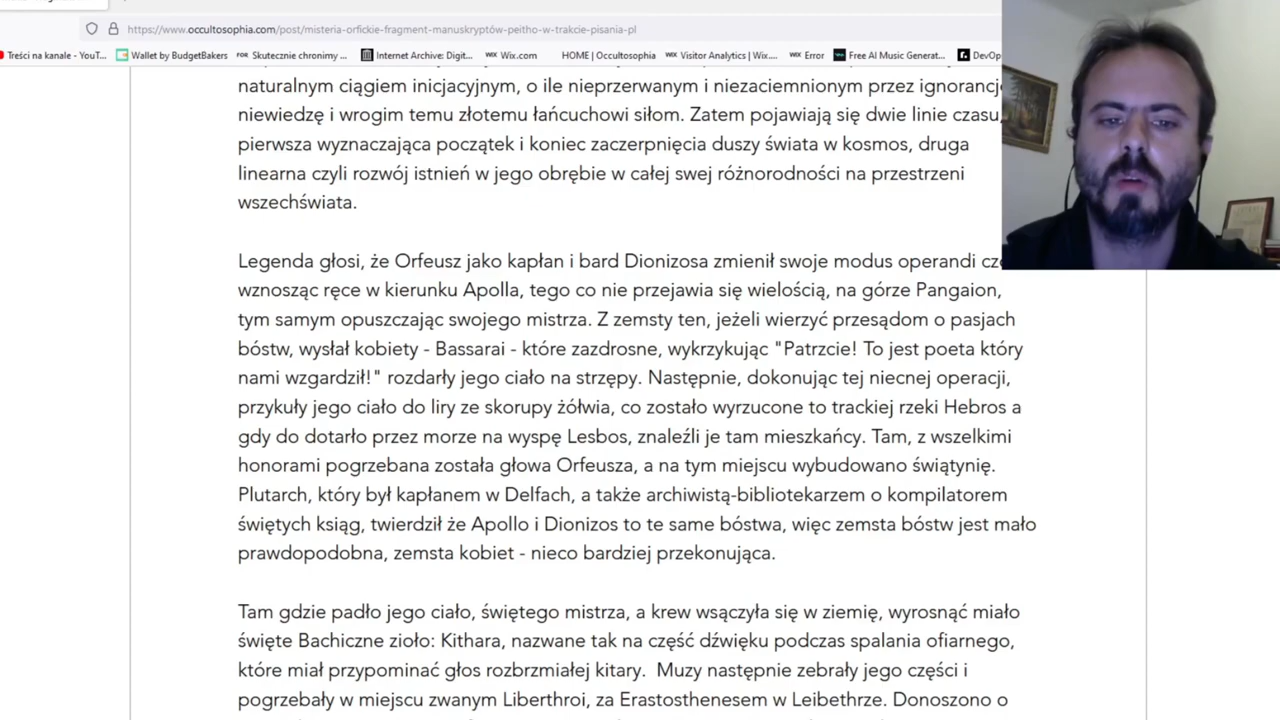 https://www.occultosophia.com/post/misteria-orfickie-fragment-manuskryptów-peitho-w-trakcie-pisania-pl
Treści na kanale - YouT... Wallet by BudgetBakers FOR Skutecznie chronimy ... Internet Archive: Digit... WiX Wix.com HOME | Occultosophia WiX Visitor Analytics | Wix.... WiX Error Free AI Music Generat... DevOp
naturalnym ciągiem inicjacyjnym, o ile nieprzerwanym i niezaciemnionym przez ignorancję
niewiedzę i wrogim temu złotemu łańcuchowi siłom. Zatem pojawiają się dwie linie czasu,
pierwsza wyznaczająca początek i koniec zaczerpnięcia duszy świata w kosmos, druga
linearna czyli rozwój istnień w jego obrębie w całej swej różnorodności na przestrzeni
wszechświata.
Legenda głosi, że Orfeusz jako kapłan i bard Dionizosa zmienił swoje modus operandi
wznosząc ręce w kierunku Apolla, tego co nie przejawia się wielością, na górze Pangaion,
tym samym opuszczając swojego mistrza. Z zemsty ten, jeżeli wierzyć przesądom o pasjach
bóstw, wysłał kobiety - Bassarai - które zazdrosne, wykrzykując "Patrzcie! To jest poeta który
nami wzgardził!" rozdarły jego ciało na strzępy. Następnie, dokonując tej niecnej operacji,
przykuły jego ciało do liry ze skorupy żółwia, co zostało wyrzucone to trackiej rzeki Hebros a
gdy do dotarło przez morze na wyspę Lesbos, znaleźli je tam mieszkańcy. Tam, z wszelkimi
honorami pogrzebana została głowa Orfeusza, a na tym miejscu wybudowano świątynię.
Plutarch, który był kapłanem w Delfach, a także archiwistą-bibliotekarzem o kompilatorem
świętych ksiąg, twierdził że Apollo i Dionizos to te same bóstwa, więc zemsta bóstw jest mało
prawdopodobna, zemsta kobiet - nieco bardziej przekonująca.
Tam gdzie padło jego ciało, świętego mistrza, a krew wsączyła się w ziemię, wyrosnąć miało
święte Bachiczne zioło: Kithara, nazwane tak na część dźwięku podczas spalania ofiarnego,
które miał przypominać głos rozbrzmiałej kitary. Muzy następnie zebrały jego części i
pogrzebały w miejscu zwanym Liberthroi, za Erastosthenesem w Leibethrze. Donoszono o